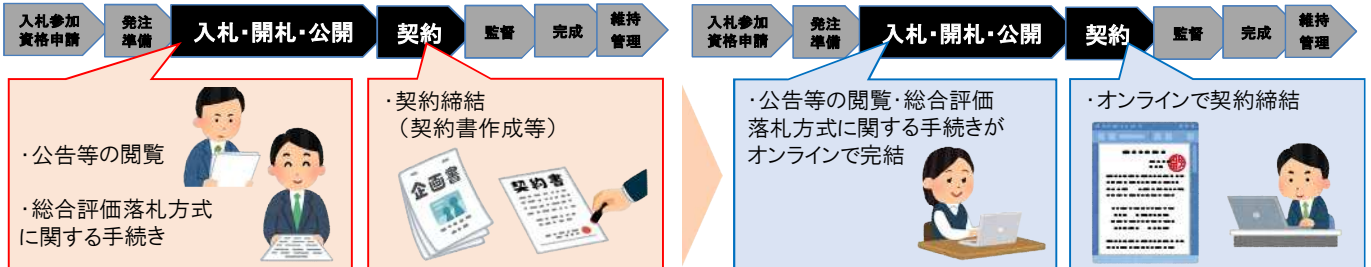 入札参加
資格申請
発注
準備
入札・開札・公開
契約
監督
完成
維持
管理
・公告等の閲覧
・総合評価落札方式
に関する手続き
・契約締結
（契約書作成等）
企画書
契約書
入札参加
資格申請
発注
準備
入札・開札・公開
契約
監督
完成
維持
管理
・公告等の閲覧・総合評価
落札方式に関する手続きが
オンラインで完結
・オンラインで契約締結